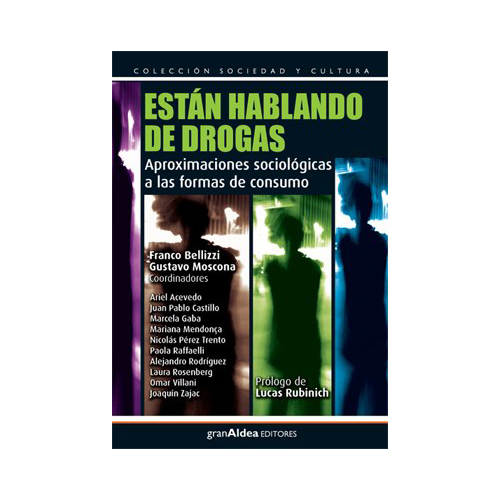 COLECCIÓN SOCIEDAD Y CULTURA
ESTÁN HABLANDO
DE DROGAS
Aproximaciones sociológicas
a las formas de consumo
Franco Bellizzi
Gustavo Moscona
Coordinadores
Ariel Acevedo
Juan Pablo Castillo
Marcela Gaba
Mariana Mendonça
Nicolás Pérez Trento
Paola Raffaelli
Alejandro Rodríguez
Laura Rosenberg
Omar Villani
Joaquín Zajac
Prólogo de
Lucas Rubinich
granAldea EDITORES